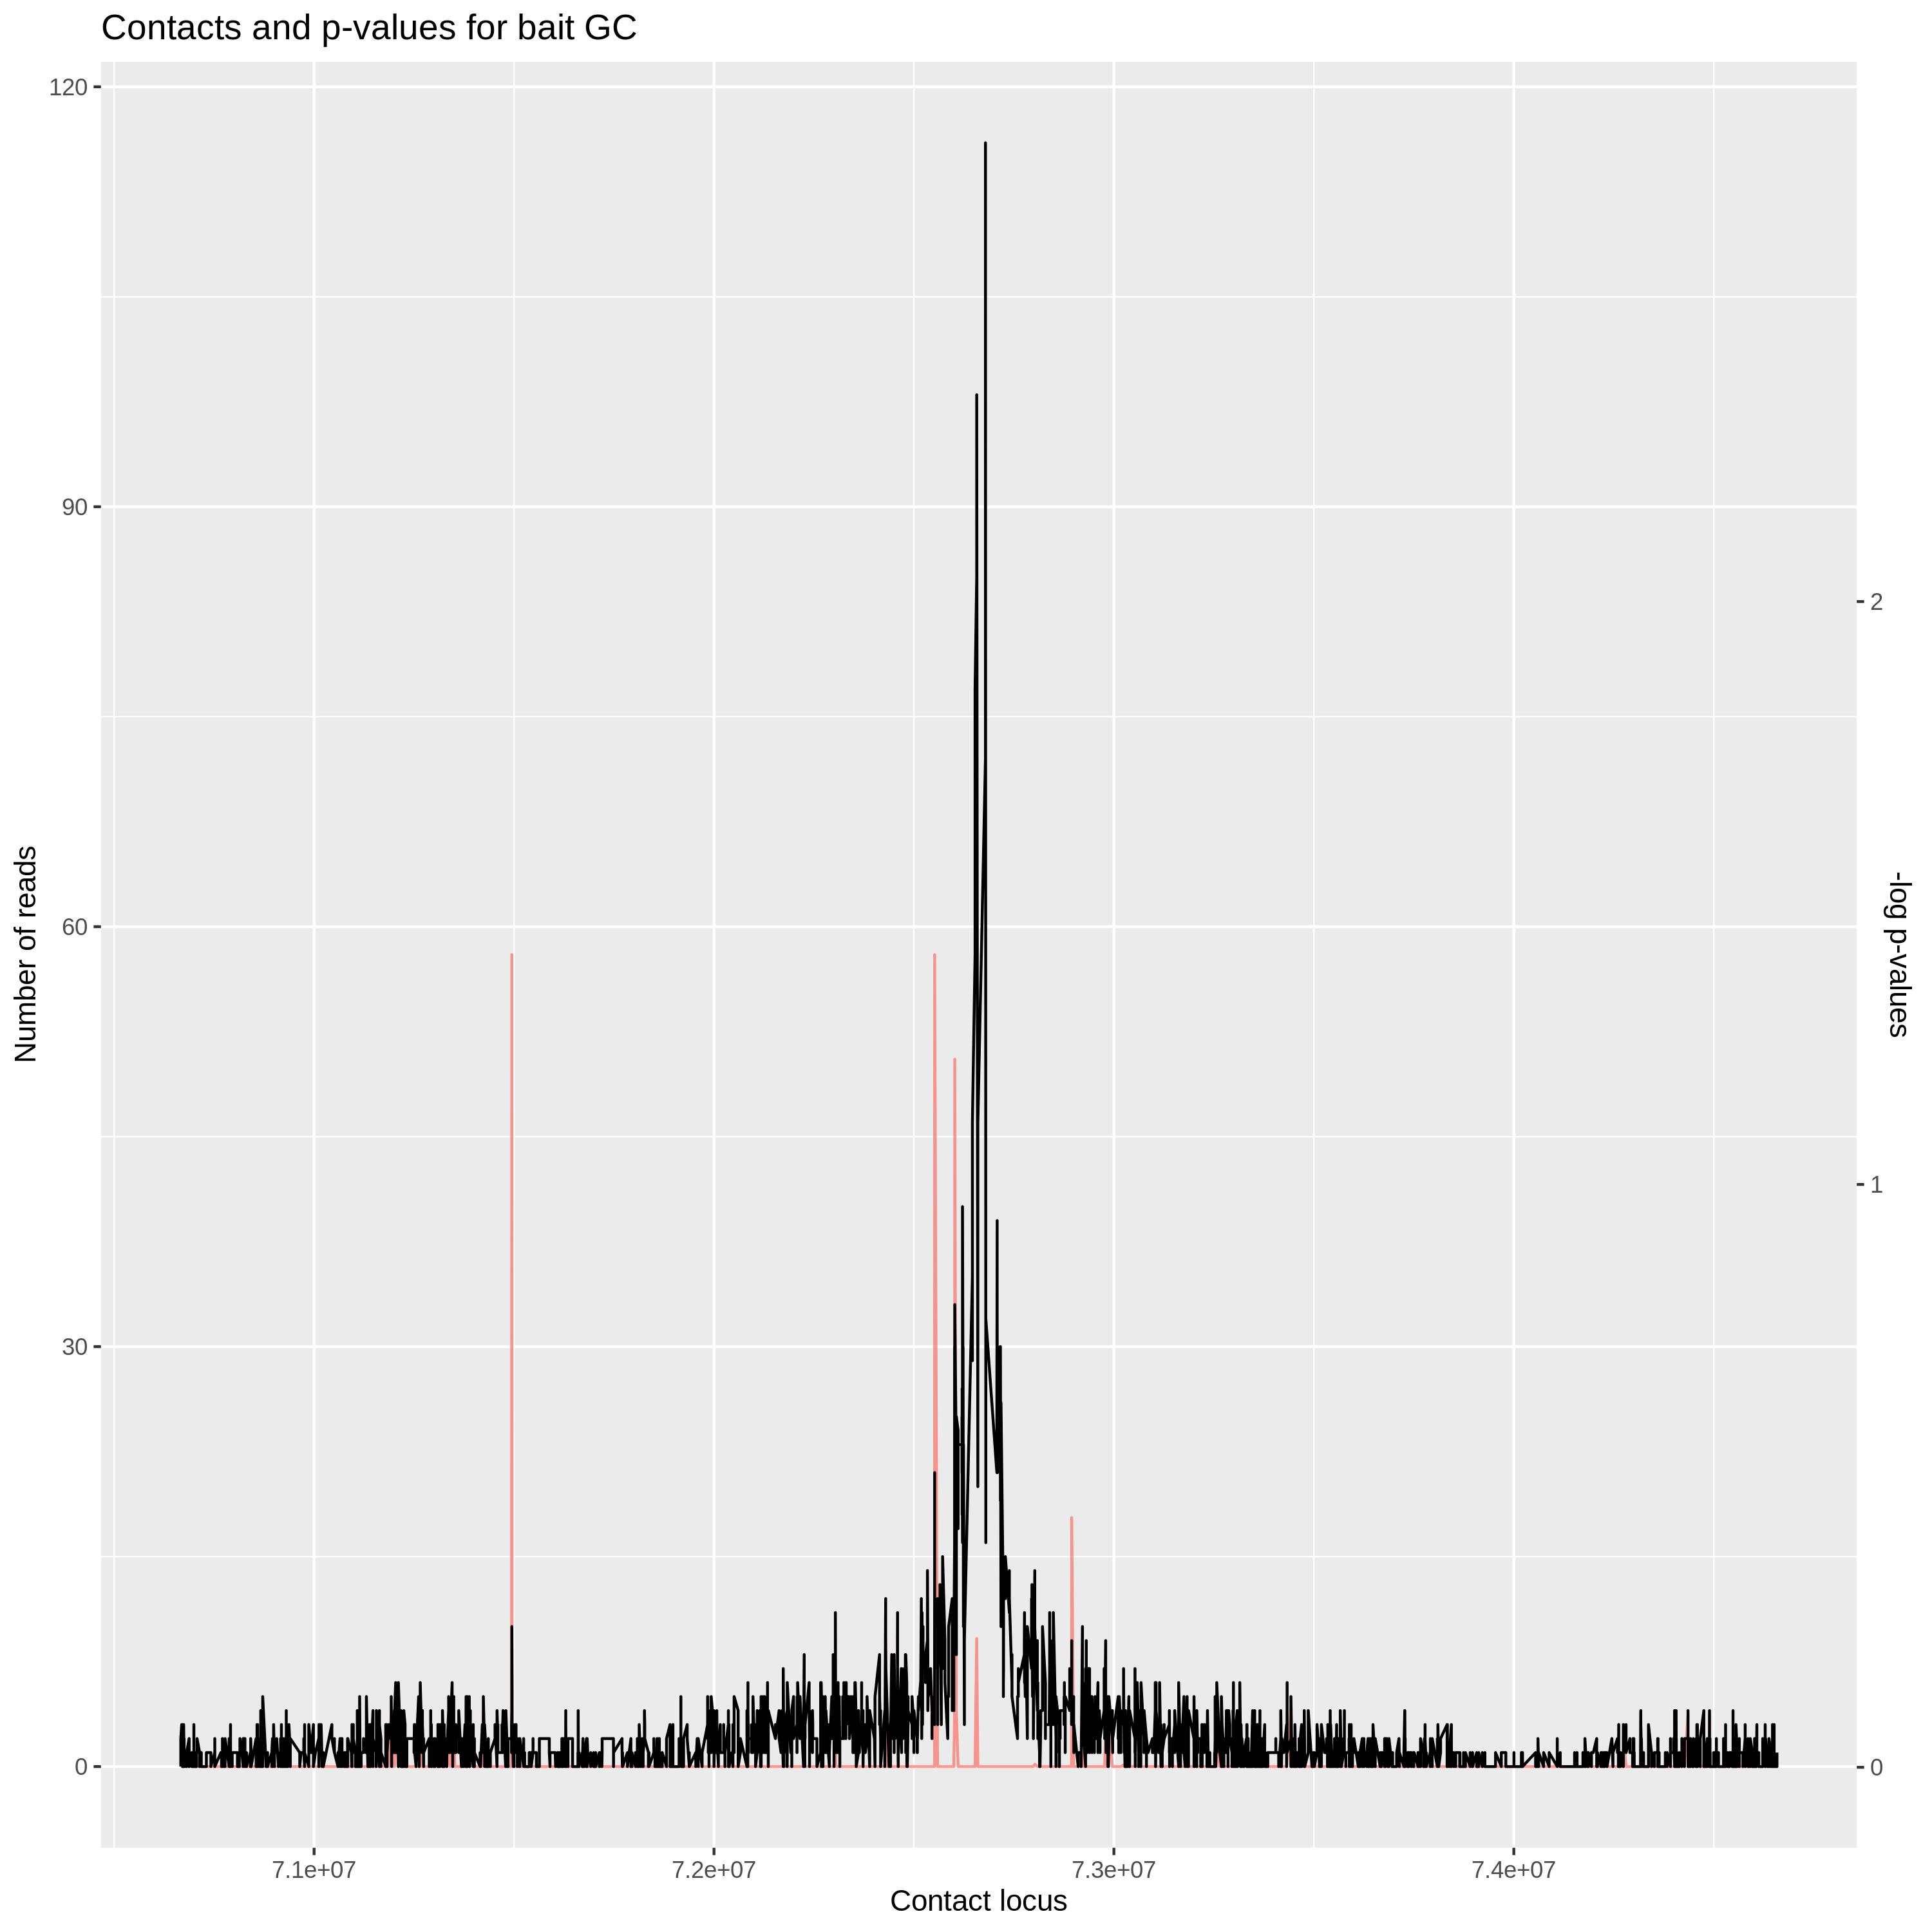 Contacts and p-values for bait GC
120
90
60
30
0
Number of reads
2
1
0
-log p-values
7.1e+07
7.2e+07
7.3e+07
7.4e+07
Contact locus